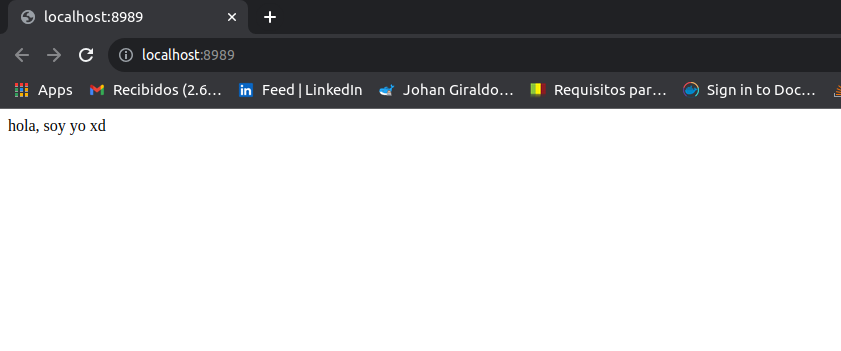 localhost:8989
localhost:8989
Apps Recibidos (2.6... Feed | LinkedIn Johan Giraldo... Requisitos par... Sign in to Doc...
hola, soy yo xd